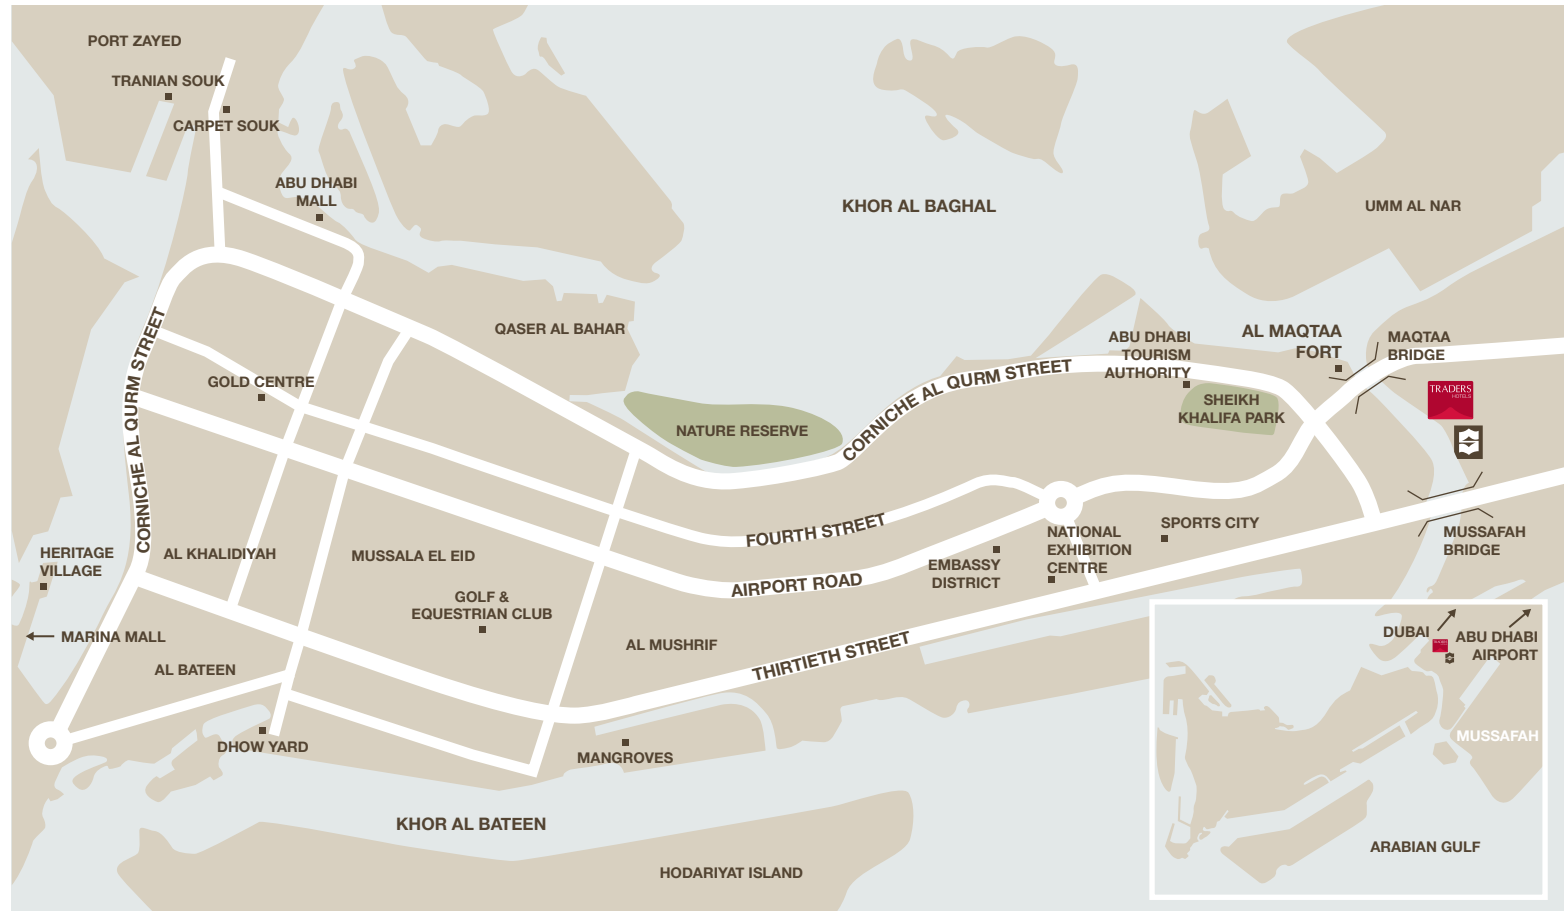 PORT ZAYED
TRANIAN SOUK
CARPET SOUK
ABU DHABI
MALL
KHOR AL BAGHAL
UMM AL NAR
QASER AL BAHAR
GOLD CENTRE
CORNICHE AL QURM STREET
NATURE RESERVE
CORNICHE AL QURM STREET
ABU DHABI
TOURISM
AUTHORITY
AL MAQTAA
FORT
MAQTAA
BRIDGE
TRADERS
HOTELS
SHEIKH
KHALIFA PARK
FOURTH STREET
AIRPORT ROAD
THIRTIETH STREET
NATIONAL
EXHIBITION
CENTRE
SPORTS CITY
EMBASSY
DISTRICT
MUSSAFAH
BRIDGE
HERITAGE
VILLAGE
AL KHALIDIYAH
MUSSALA EL EID
GOLF &
EQUESTRIAN CLUB
MARINA MALL
AL BATEEN
AL MUSHRIF
DHOW YARD
MANGROVES
KHOR AL BATEEN
HODARIYAT ISLAND
DUBAI
ABU DHABI
AIRPORT
MUSSAFAH
ARABIAN GULF